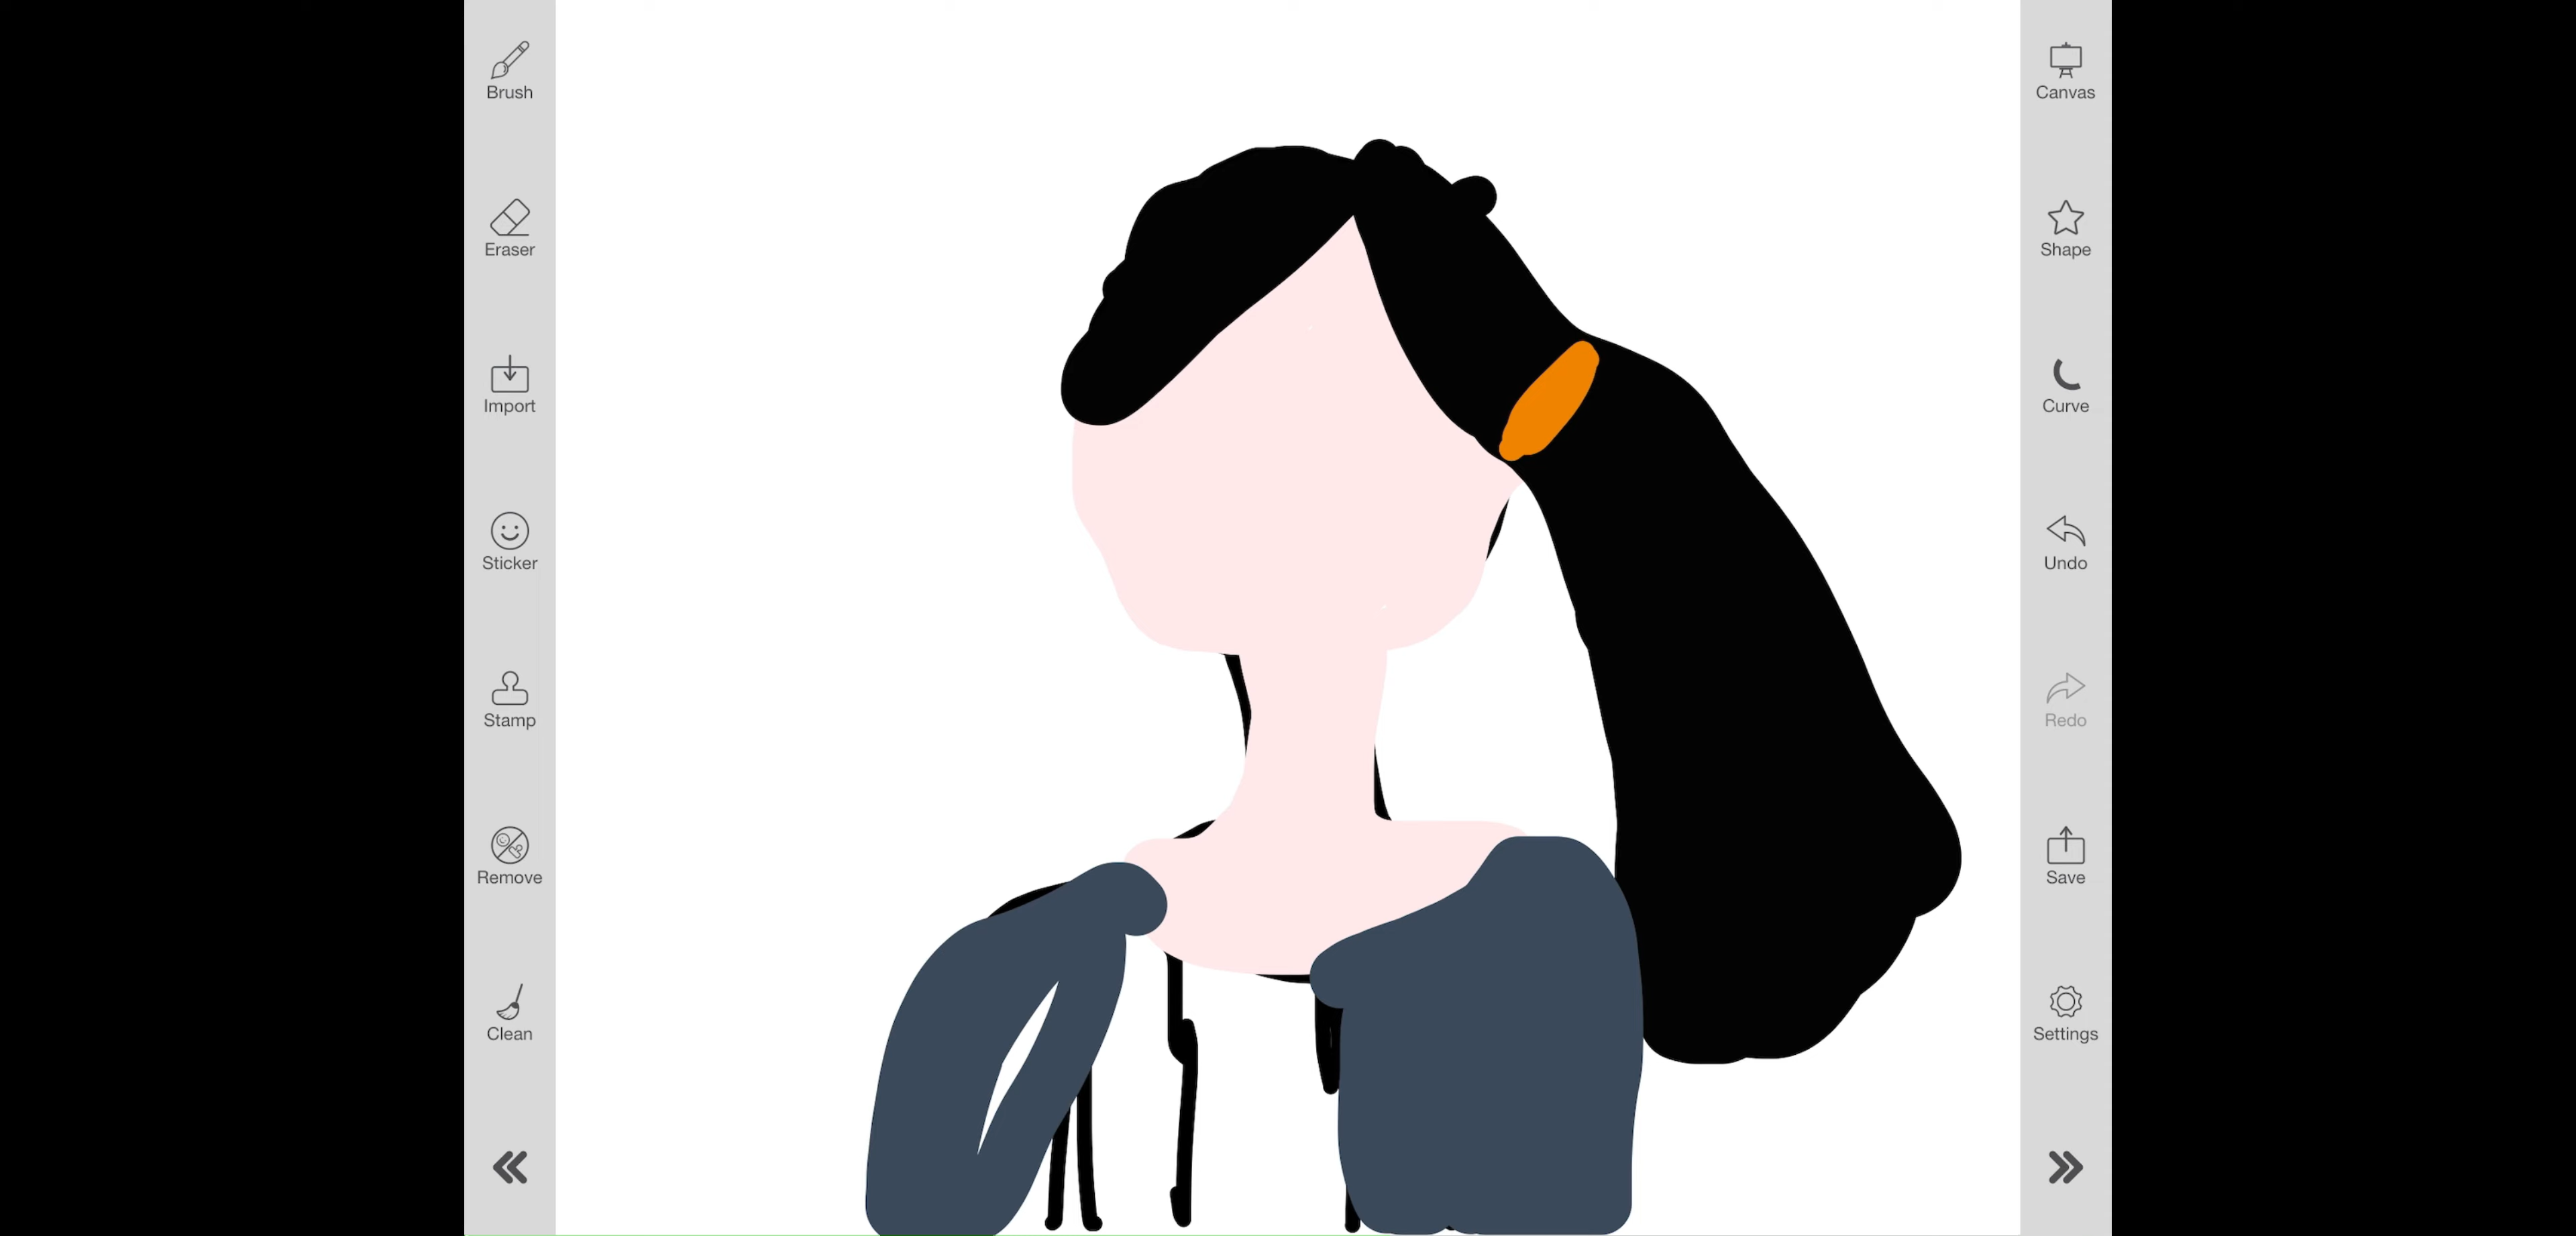 Brush
Eraser
Import
Sticker
Stamp
Remove
Clean
Canvas
Shape
Curve
Undo
Redo
Save
Settings